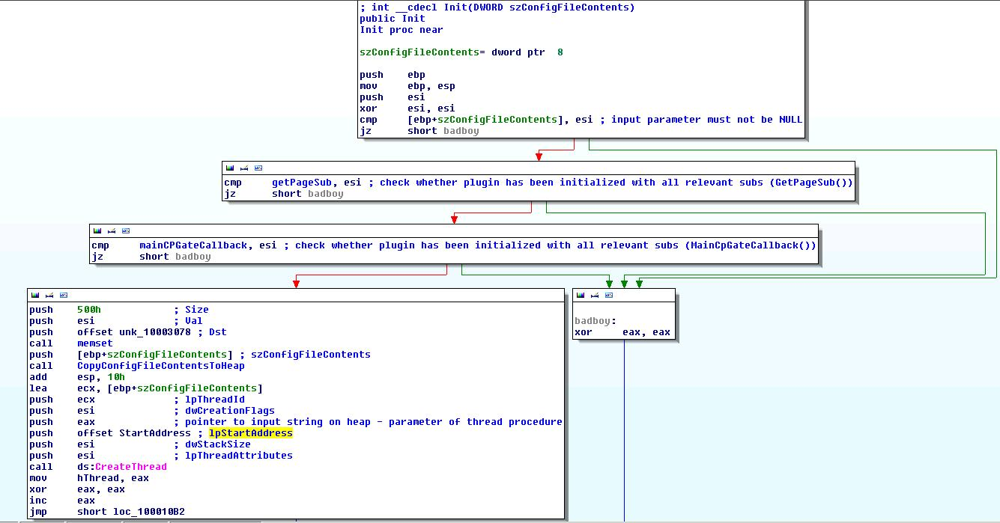 ; int __cdecl Init(DWORD szConfigFileContents)
public Init
Init proc near
szConfigFileContents= dword ptr  8
push    ebp
mov     ebp, esp
push    esi
xor     esi, esi
cmp     [ebp+szConfigFileContents], esi ; input parameter must not be NULL
jz      short badboy
cmp     getPageSub, esi ; check whether plugin has been initialized with all relevant subs (GetPageSub())
jz      short badboy
cmp     mainCPGateCallback, esi ; check whether plugin has been initialized with all relevant subs (MainCpGateCallback())
jz      short badboy
push    500h            ; Size
push    esi             ; Val
push    offset unk_10003078 ; Dst
call    memset
push    [ebp+szConfigFileContents] ; szConfigFileContents
call    CopyConfigFileContentsToHeap
add     esp, 10h
lea     ecx, [ebp+szConfigFileContents]
push    ecx             ; lpThreadId
push    esi             ; dwCreationFlags
push    eax             ; pointer to input string on heap - parameter of thread procedure
push    offset StartAddress ; lpStartAddress
push    esi             ; dwStackSize
push    esi             ; lpThreadAttributes
call    ds:CreateThread
mov     hThread, eax
xor     eax, eax
inc     eax
jmp     short loc_100010B2
badboy:
xor     eax, eax